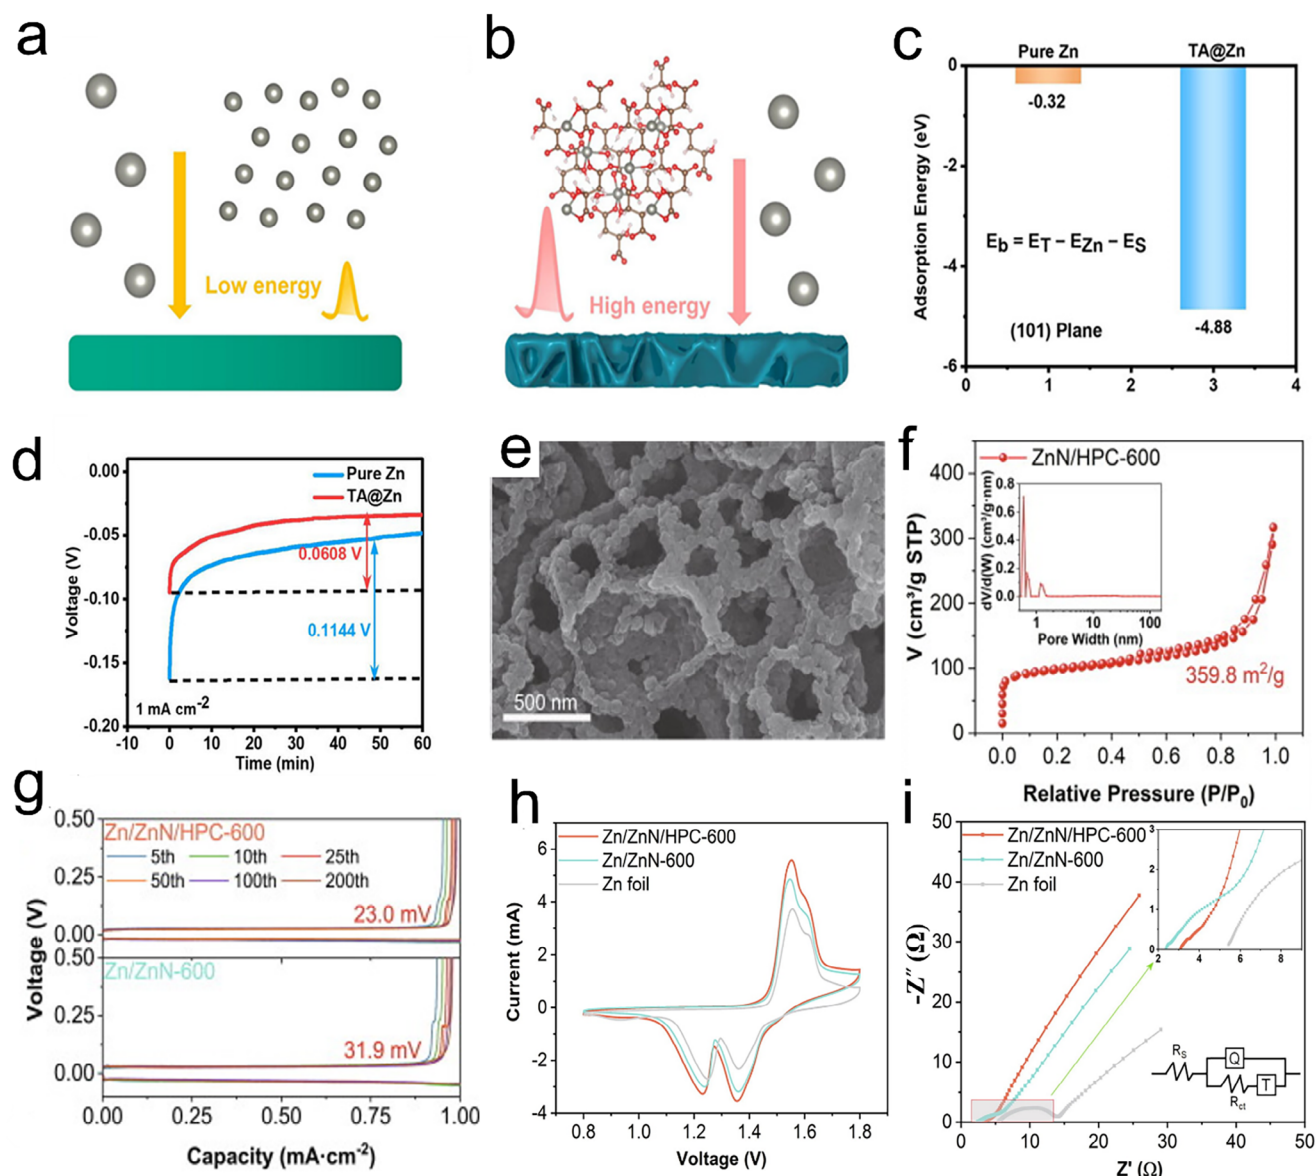 a
Low energy
b
High energy
c
Pure Zn
TA@Zn
Adsorption Energy (eV)
0
-2
-4
-6
-0.32
E_b = E_T − E_Zn − E_S
(101) Plane
-4.88
0
1
2
3
4
d
Pure Zn
TA@Zn
Voltage (V)
0.00
-0.05
-0.10
-0.15
-0.20
0.0608 V
0.1144 V
1 mA cm⁻²
-10
0
10
20
30
40
50
60
Time (min)
e
500 nm
f
ZnN/HPC-600
V (cm³/g STP)
400
300
200
100
0
dV/d(W) (cm³/g·nm)
0.8
0.6
0.4
0.2
0.0
1
10
100
Pore Width (nm)
359.8 m²/g
0.0
0.2
0.4
0.6
0.8
1.0
Relative Pressure (P/P₀)
g
Voltage (V)
0.50
0.25
0.00
Zn/ZnN/HPC-600
5th 10th 25th
50th 100th 200th
23.0 mV
0.50
0.25
0.00
Zn/ZnN-600
31.9 mV
0.00
0.25
0.50
0.75
1.00
Capacity (mA·cm⁻²)
h
Zn/ZnN/HPC-600
Zn/ZnN-600
Zn foil
Current (mA)
6
4
2
0
-2
-4
0.8
1.0
1.2
1.4
1.6
1.8
Voltage (V)
i
Zn/ZnN/HPC-600
Zn/ZnN-600
Zn foil
-Z″ (Ω)
50
40
30
20
10
0
3
2
1
0
2
4
6
8
R_S
Q
R_ct
T
0
10
20
30
40
50
Z′ (Ω)